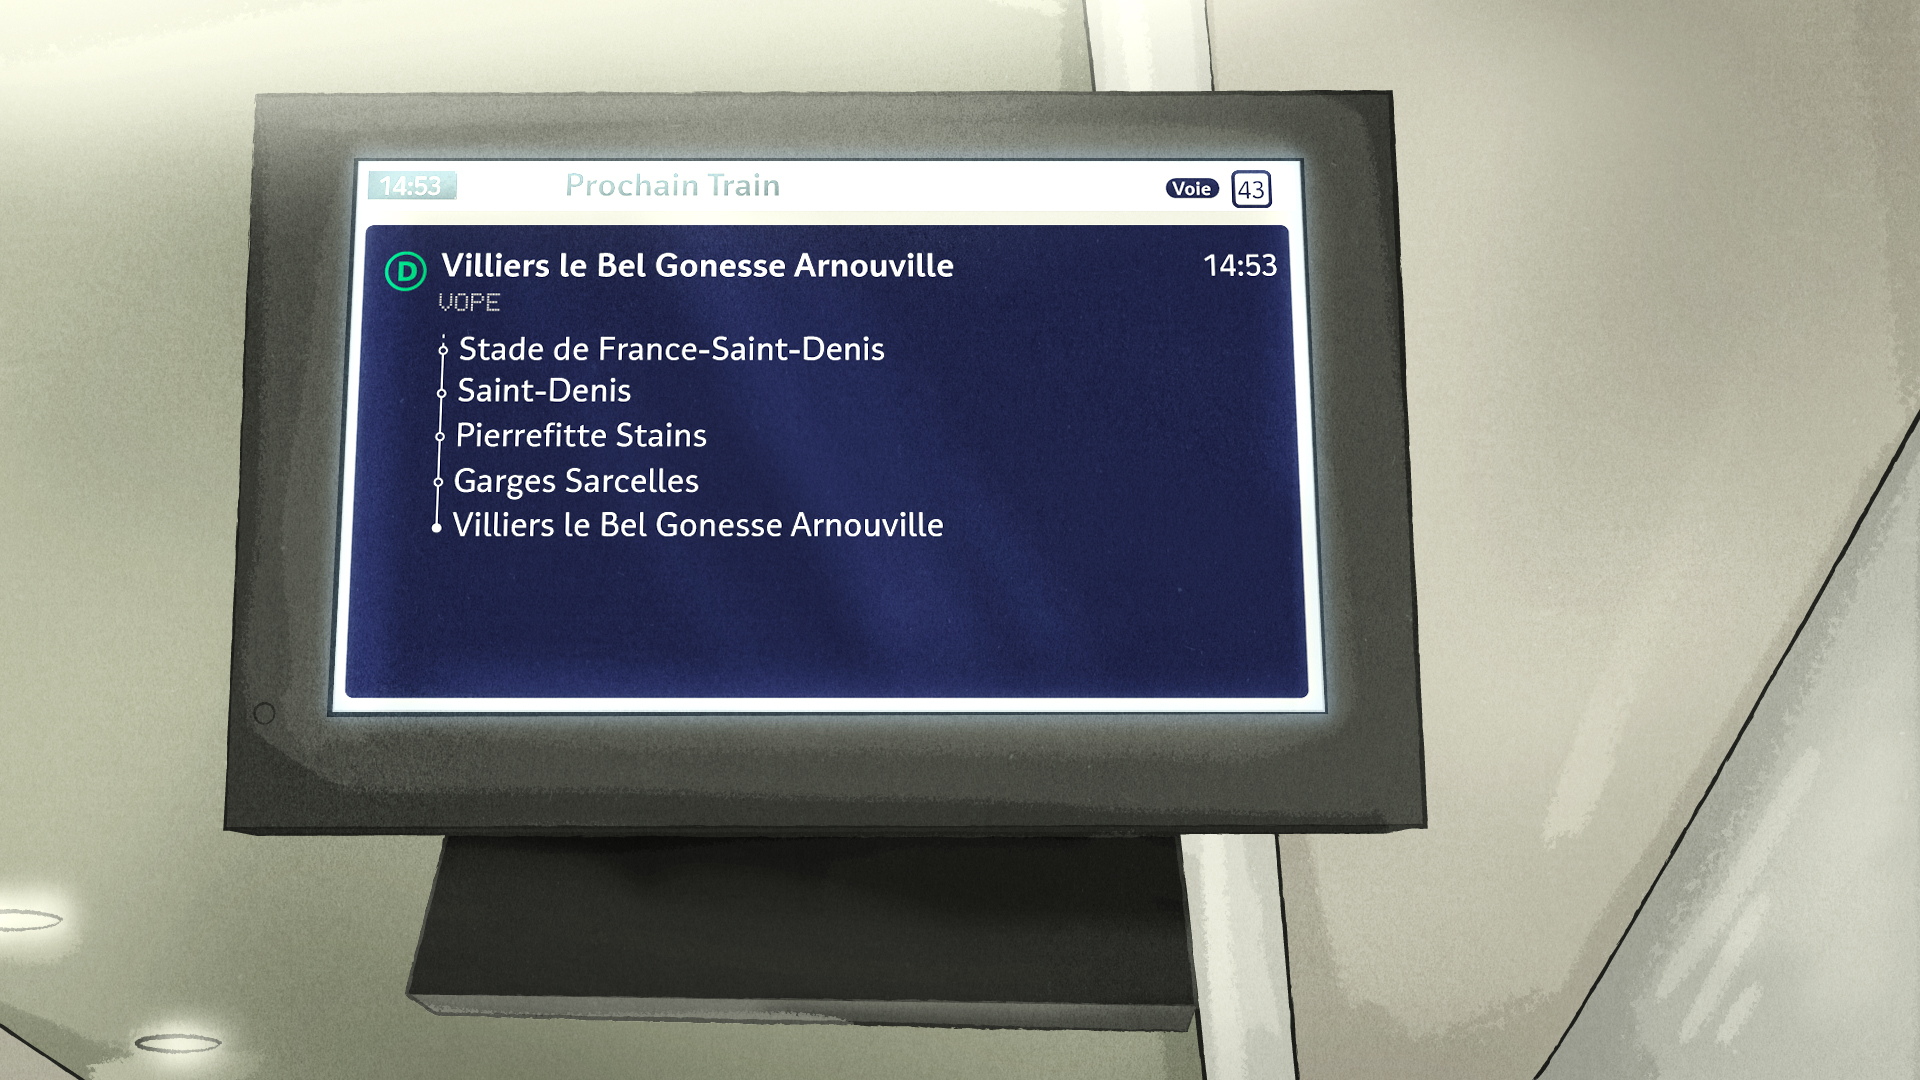 14:53 Prochain Train Voie 43
D Villiers le Bel Gonesse Arnouville 14:53
VOPE
Stade de France-Saint-Denis
Saint-Denis
Pierrefitte Stains
Garges Sarcelles
Villiers le Bel Gonesse Arnouville